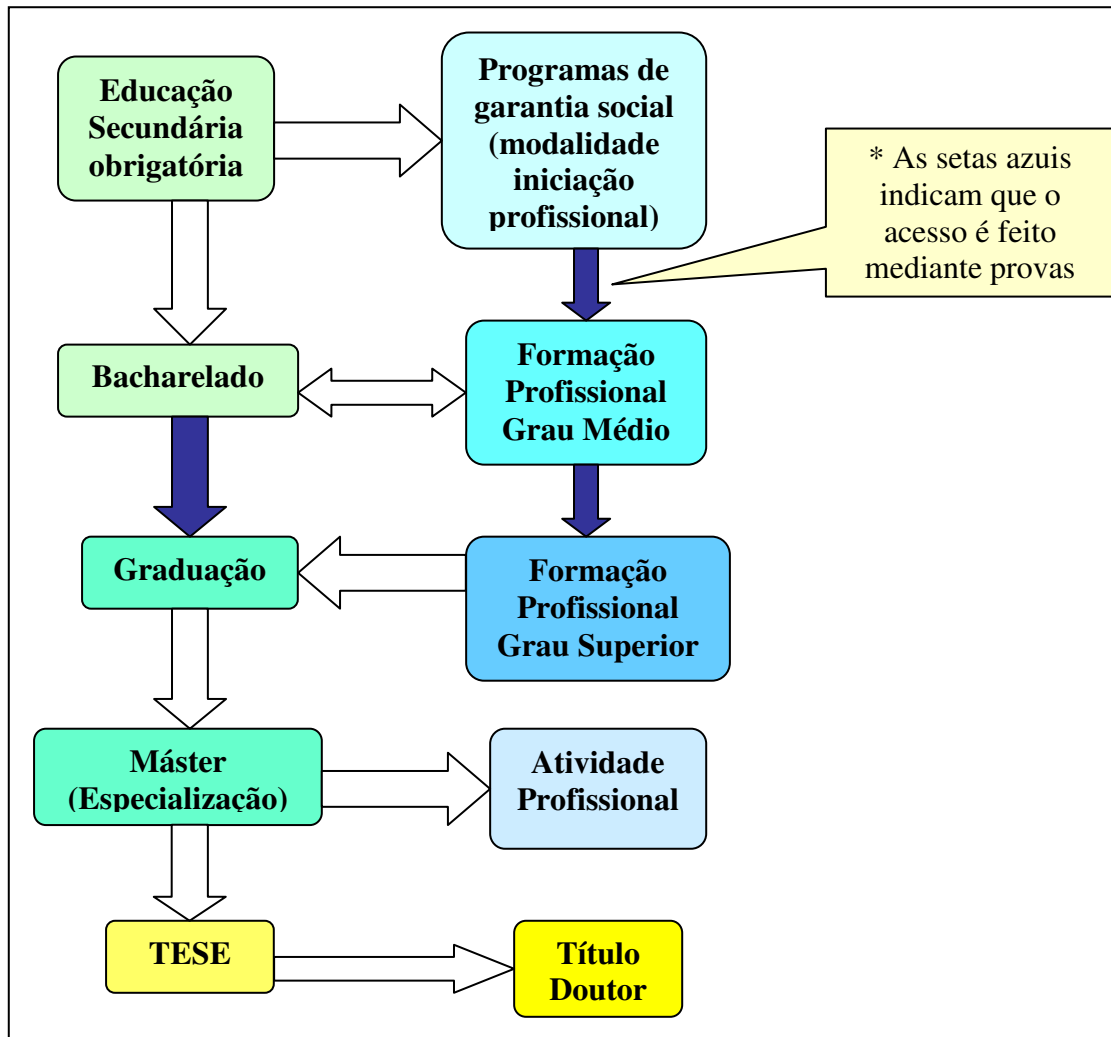 Educação
Secundária
obrigatória
Programas de
garantia social
(modalidade
iniciação
profissional)
* As setas azuis
indicam que o
acesso é feito
mediante provas
Bacharelado
Formação
Profissional
Grau Médio
Graduação
Formação
Profissional
Grau Superior
Máster
(Especialização)
Atividade
Profissional
TESE
Título
Doutor